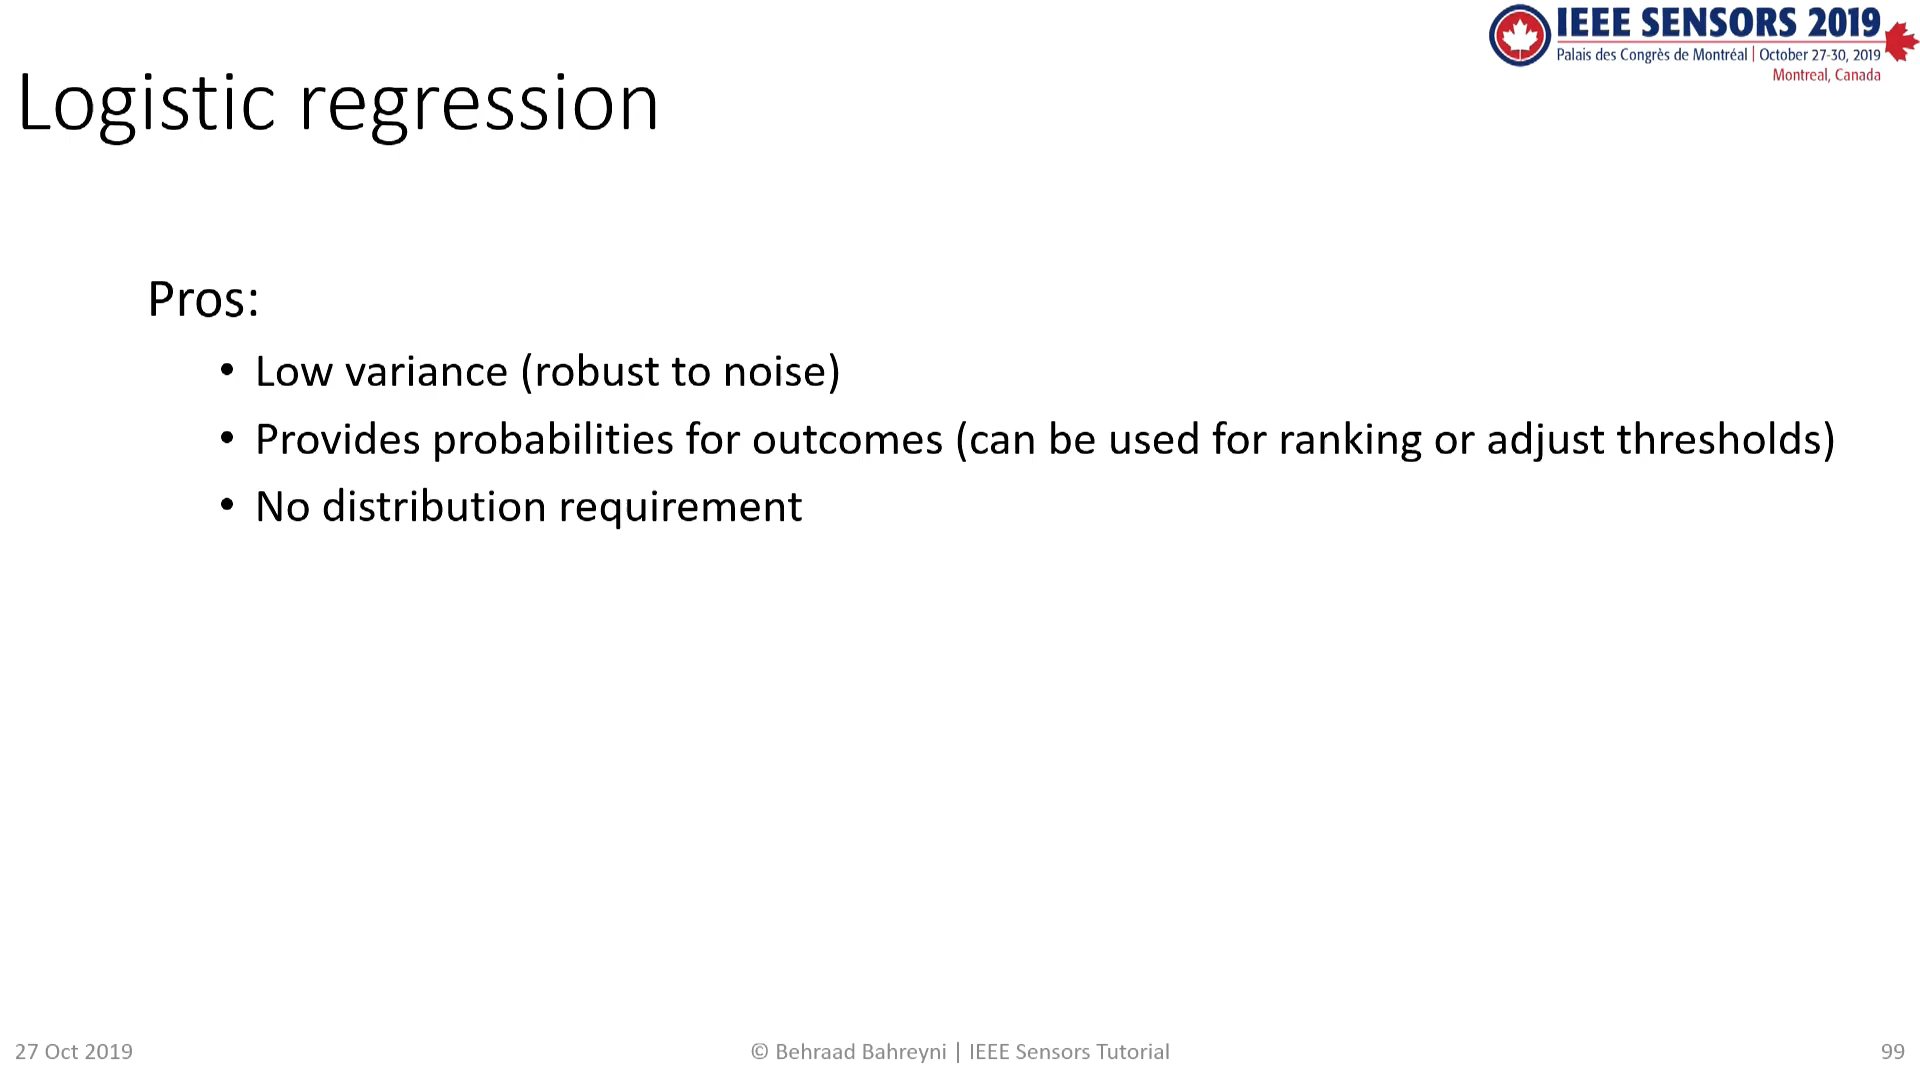 IEEE SENSORS 2019
Palais des Congrès de Montréal | October 27-30, 2019
Montreal, Canada
Logistic regression
Pros:
• Low variance (robust to noise)
• Provides probabilities for outcomes (can be used for ranking or adjust thresholds)
• No distribution requirement
27 Oct 2019
© Behraad Bahreyni | IEEE Sensors Tutorial
99